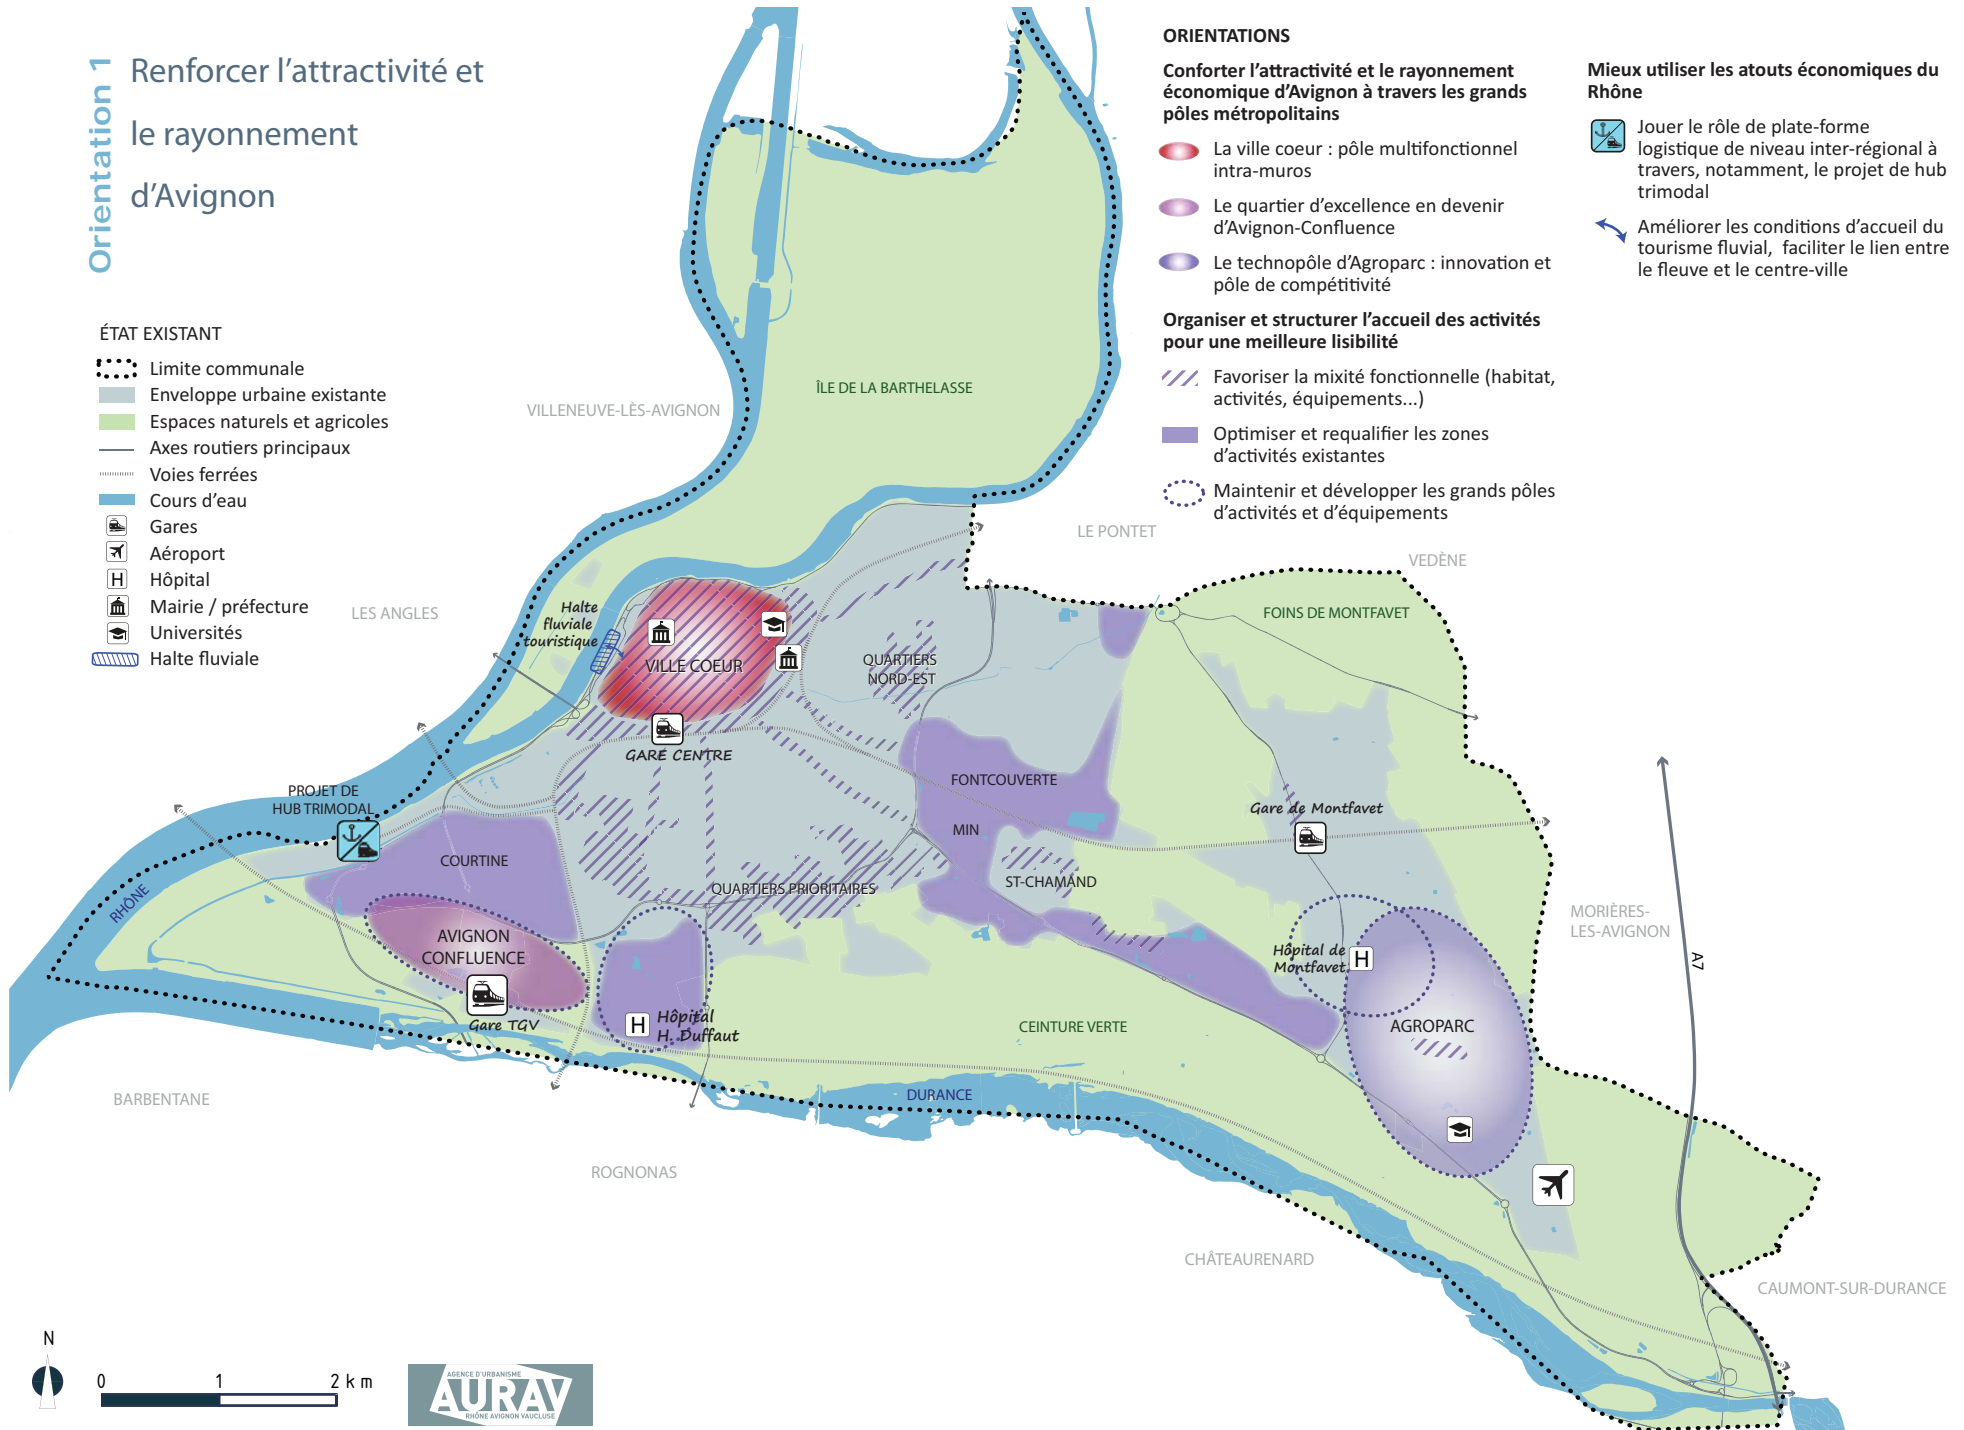 Orientation 1
Renforcer l'attractivité et
le rayonnement
d'Avignon
ÉTAT EXISTANT
Limite communale
Enveloppe urbaine existante
Espaces naturels et agricoles
Axes routiers principaux
Voies ferrées
Cours d'eau
Gares
Aéroport
H
Hôpital
Mairie / préfecture
Universités
Halte fluviale
ORIENTATIONS
Conforter l'attractivité et le rayonnement
économique d'Avignon à travers les grands
pôles métropolitains
La ville coeur : pôle multifonctionnel
intra-muros
Le quartier d'excellence en devenir
d'Avignon-Confluence
Le technopôle d'Agroparc : innovation et
pôle de compétitivité
Organiser et structurer l'accueil des activités
pour une meilleure lisibilité
Favoriser la mixité fonctionnelle (habitat,
activités, équipements...)
Optimiser et requalifier les zones
d'activités existantes
Maintenir et développer les grands pôles
d'activités et d'équipements
Mieux utiliser les atouts économiques du
Rhône
Jouer le rôle de plate-forme
logistique de niveau inter-régional à
travers, notamment, le projet de hub
trimodal
Améliorer les conditions d'accueil du
tourisme fluvial, faciliter le lien entre
le fleuve et le centre-ville
ÎLE DE LA BARTHELASSE
VILLENEUVE-LÈS-AVIGNON
LE PONTET
VEDÈNE
LES ANGLES
FOINS DE MONTFAVET
Halte
fluviale
touristique
VILLE COEUR
QUARTIERS
NORD-EST
GARE CENTRE
FONTCOUVERTE
PROJET DE
HUB TRIMODAL
Gare de Montfavet
MIN
COURTINE
ST-CHAMAND
QUARTIERS PRIORITAIRES
RHÔNE
MORIÈRES-
LES-AVIGNON
AVIGNON
CONFLUENCE
Hôpital de
Montfavet
H
A7
Gare TGV
H
Hôpital
H. Duffaut
CEINTURE VERTE
AGROPARC
BARBENTANE
DURANCE
ROGNONAS
CHÂTEAURENARD
CAUMONT-SUR-DURANCE
N
0 1 2 km
AGENCE D'URBANISME
AURAV
RHÔNE AVIGNON VAUCLUSE